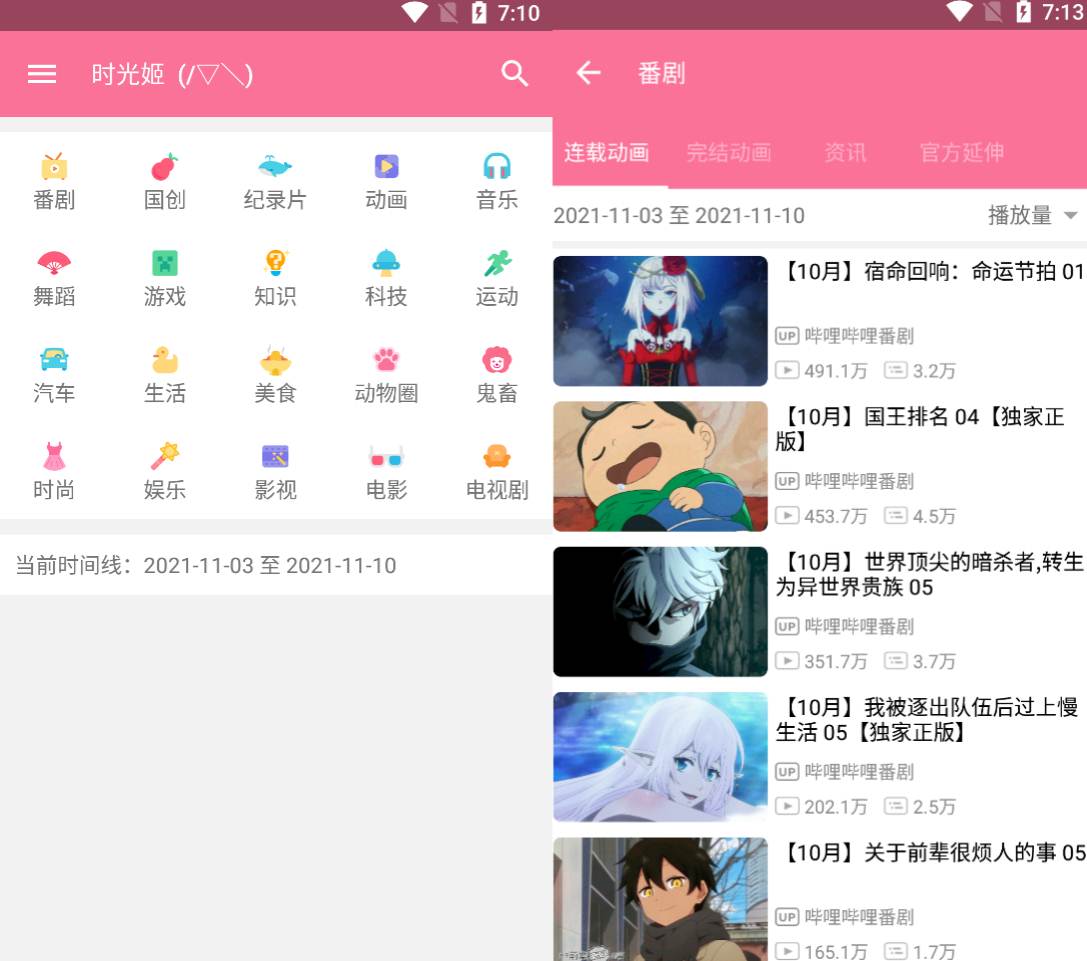 7:10
时光姬 (/▽╲)
番剧
国创
纪录片
动画
音乐
舞蹈
游戏
知识
科技
运动
汽车
生活
美食
动物圈
鬼畜
时尚
娱乐
影视
电影
电视剧
当前时间线：2021-11-03 至 2021-11-10
7:13
番剧
连载动画
完结动画
资讯
官方延伸
2021-11-03 至 2021-11-10
播放量
【10月】宿命回响：命运节拍 01
UP 哔哩哔哩番剧
491.1万
3.2万
【10月】国王排名 04【独家正
版】
UP 哔哩哔哩番剧
453.7万
4.5万
【10月】世界顶尖的暗杀者,转生
为异世界贵族 05
UP 哔哩哔哩番剧
351.7万
3.7万
【10月】我被逐出队伍后过上慢
生活 05【独家正版】
UP 哔哩哔哩番剧
202.1万
2.5万
【10月】关于前辈很烦人的事 05
UP 哔哩哔哩番剧
165.1万
1.7万